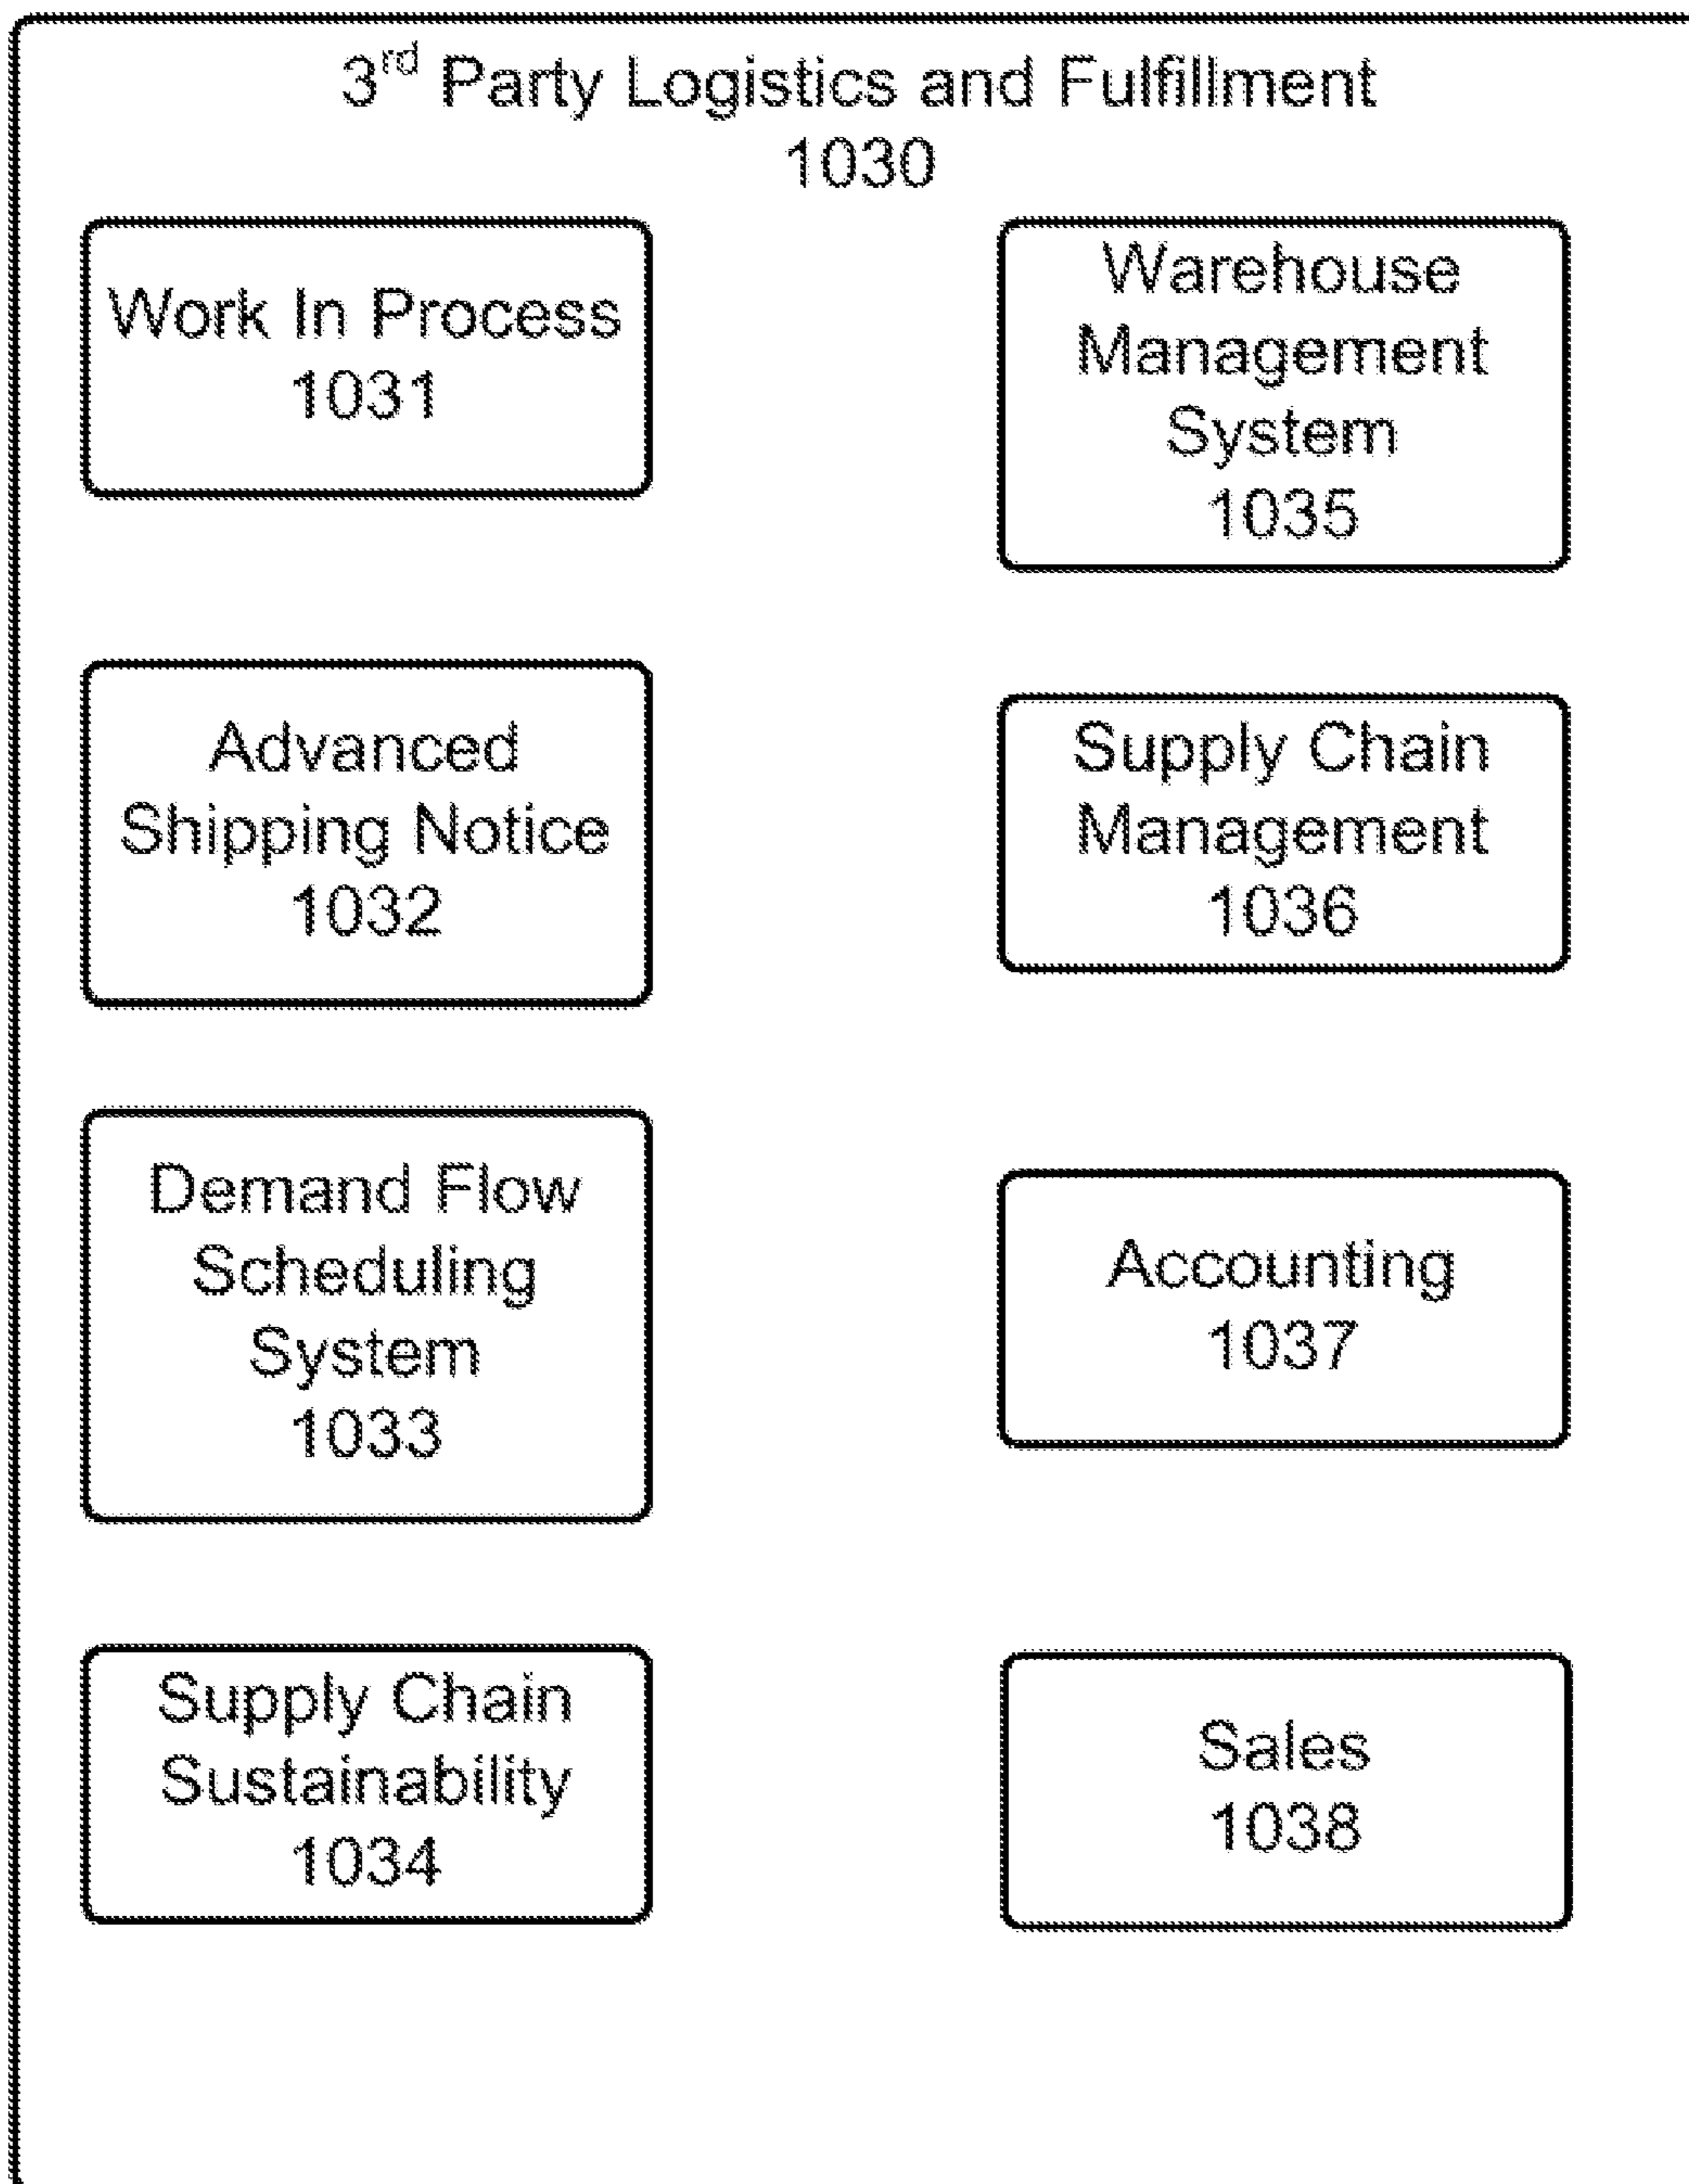 3rd Party Logistics and Fulfillment
1030
Work In Process
1031
Advanced
Shipping Notice
1032
Demand Flow
Scheduling
System
1033
Supply Chain
Sustainability
1034
Warehouse
Management
System
1035
Supply Chain
Management
1036
Accounting
1037
Sales
1038